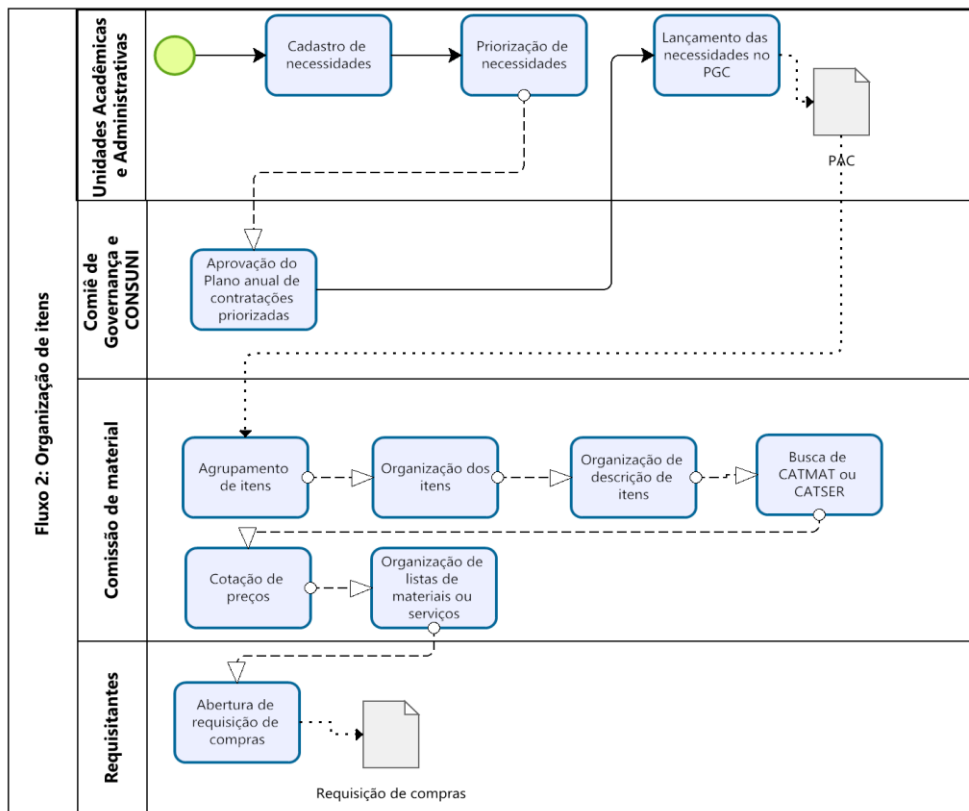 Fluxo 2: Organização de itens
Unidades Acadêmicas
e Administrativas
Cadastro de
necessidades
Priorização de
necessidades
Lançamento das
necessidades no
PGC
PAC
Comiê de
Governança e
CONSUNI
Aprovação do
Plano anual de
contratações
priorizadas
Comissão de material
Agrupamento
de itens
Organização dos
itens
Organização de
descrição de
itens
Busca de
CATMAT ou
CATSER
Cotação de
preços
Organização de
listas de
materiais ou
serviços
Requisitantes
Abertura de
requisição de
compras
Requisição de compras